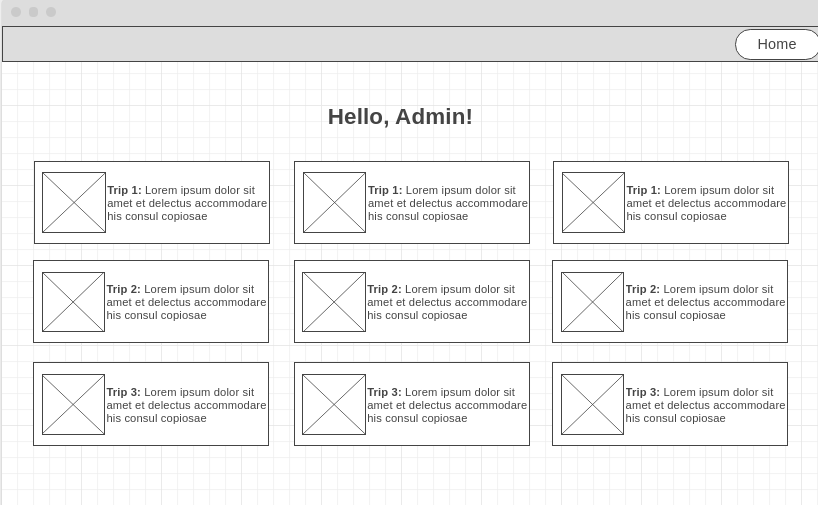 Home
Hello, Admin!
Trip 1: Lorem ipsum dolor sit
amet et delectus accommodare
his consul copiosae
Trip 1: Lorem ipsum dolor sit
amet et delectus accommodare
his consul copiosae
Trip 1: Lorem ipsum dolor sit
amet et delectus accommodare
his consul copiosae
Trip 2: Lorem ipsum dolor sit
amet et delectus accommodare
his consul copiosae
Trip 2: Lorem ipsum dolor sit
amet et delectus accommodare
his consul copiosae
Trip 2: Lorem ipsum dolor sit
amet et delectus accommodare
his consul copiosae
Trip 3: Lorem ipsum dolor sit
amet et delectus accommodare
his consul copiosae
Trip 3: Lorem ipsum dolor sit
amet et delectus accommodare
his consul copiosae
Trip 3: Lorem ipsum dolor sit
amet et delectus accommodare
his consul copiosae